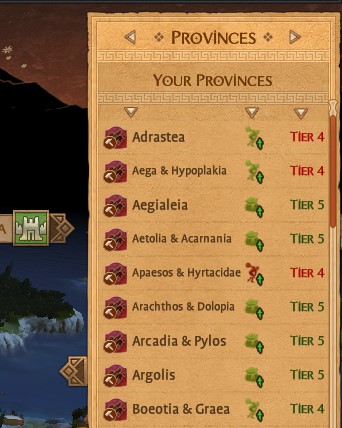 Provinces
Your Provinces
Adrastea Tier 4
Aega & Hypoplakia Tier 4
Aegialeia Tier 5
Aetolia & Acarnania Tier 5
Apaesos & Hyrtacidae Tier 4
Arachthos & Dolopia Tier 5
Arcadia & Pylos Tier 5
Argolis Tier 5
Boeotia & Graea Tier 4
A